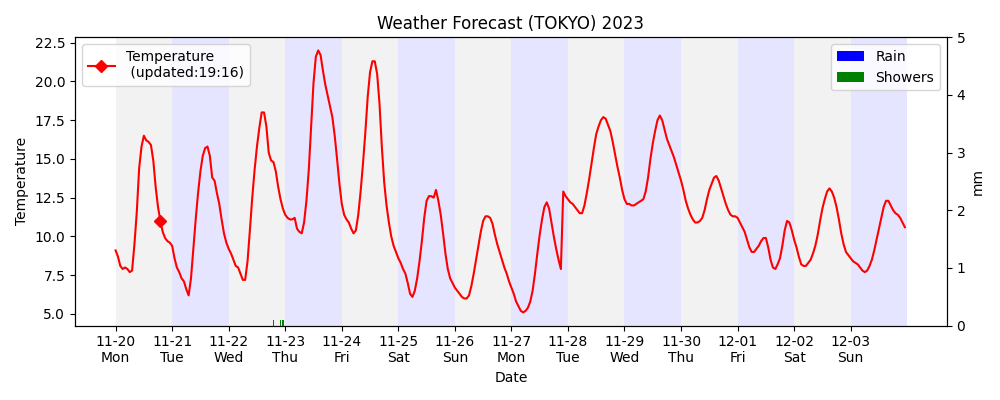 Weather Forecast (TOKYO) 2023
Temperature
(updated:19:16)
Rain
Showers
Temperature
22.5
20.0
17.5
15.0
12.5
10.0
7.5
5.0
5
4
3
2
1
0
mm
11-20 11-21 11-22 11-23 11-24 11-25 11-26 11-27 11-28 11-29 11-30 12-01 12-02 12-03
Mon Tue Wed Thu Fri Sat Sun Mon Tue Wed Thu Fri Sat Sun
Date